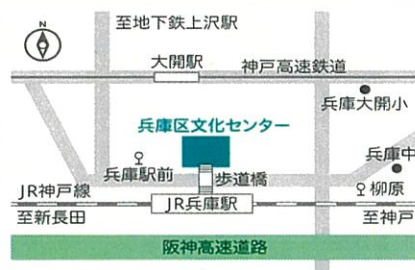 N
至地下鉄上沢駅
大開駅
神戸高速鉄道
兵庫大開小
兵庫区文化センター
兵庫駅前
歩道橋
兵庫中
柳原
JR神戸線
JR兵庫駅
至新長田
至神戸
阪神高速道路